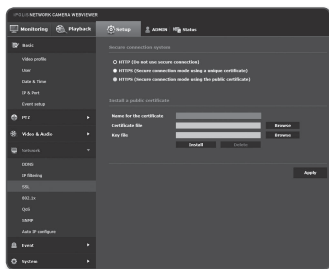 iPOLiS NETWORK CAMERA WEBVIEWER
Monitoring
Playback
Setup
ADMIN
Status
Basic
Video profile
User
Date & Time
IP & Port
Event setup
PTZ
Video & Audio
Network
DDNS
IP filtering
SSL
802.1x
QoS
SNMP
Auto IP configure
Event
System
Secure connection system
HTTP (Do not use secure connection)
HTTPS (Secure connection mode using a unique certificate)
HTTPS (Secure connection mode using the public certificate)
Install a public certificate
Name for the certificate
Certificate file
Browse
Key file
Browse
Install
Delete
Apply